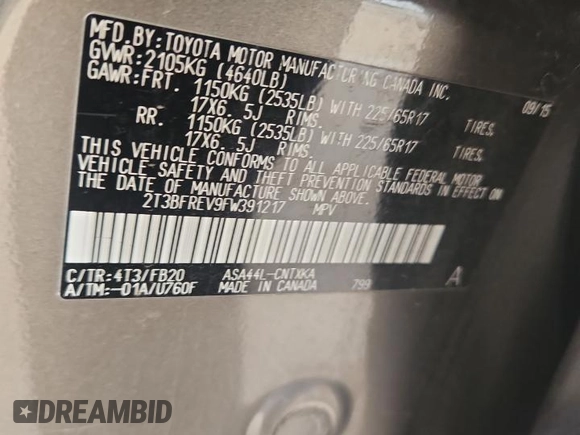 MFD.BY:TOYOTA MOTOR MANUFACTURING CANADA INC.
GVWR:2105KG (4640LB) 09/15
GAWR:FRT. 1150KG (2535LB) WITH 225/65R17 TIRES,
17X6.5J RIMS.
RR. 1150KG (2535LB) WITH 225/65R17 TIRES,
17X6.5J RIMS.
THIS VEHICLE CONFORMS TO ALL APPLICABLE FEDERAL MOTOR
VEHICLE-SAFETY AND THEFT PREVENTION STANDARDS IN EFFECT ON
THE DATE OF MANUFACTURE SHOWN ABOVE.
2T3BFREV9FW391217 MPV
C/TR:4T3/FB20 ASA44L-CNTXKA A
A/TM:-01A/U760F MADE IN CANADA 799
DREAMBID